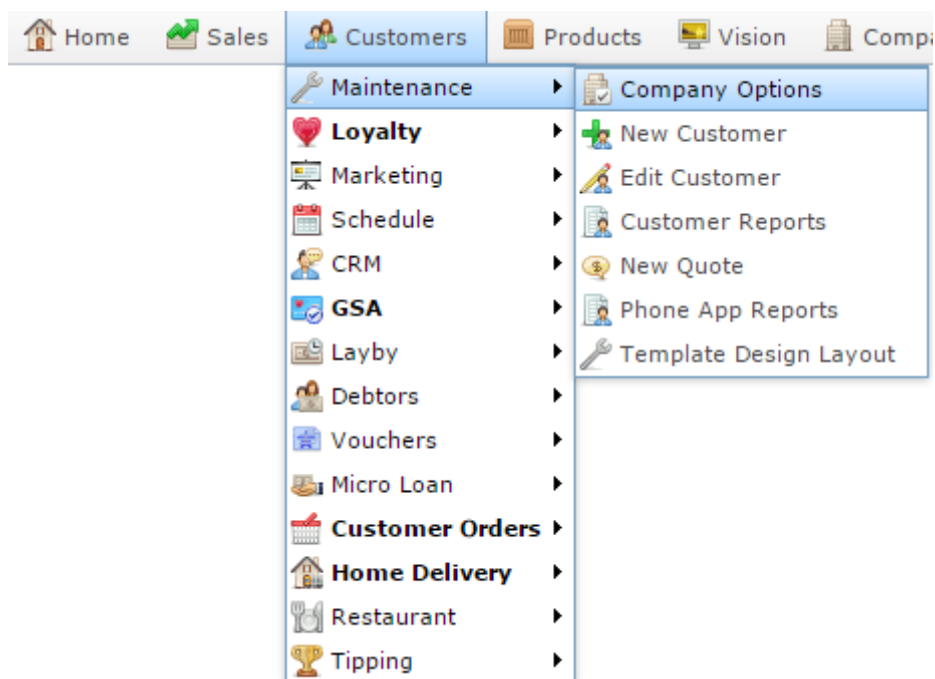 Home Sales Customers Products Vision Compa
Maintenance
Company Options
Loyalty
New Customer
Marketing
Edit Customer
Schedule
Customer Reports
CRM
New Quote
GSA
Phone App Reports
Layby
Template Design Layout
Debtors
Vouchers
Micro Loan
Customer Orders
Home Delivery
Restaurant
Tipping